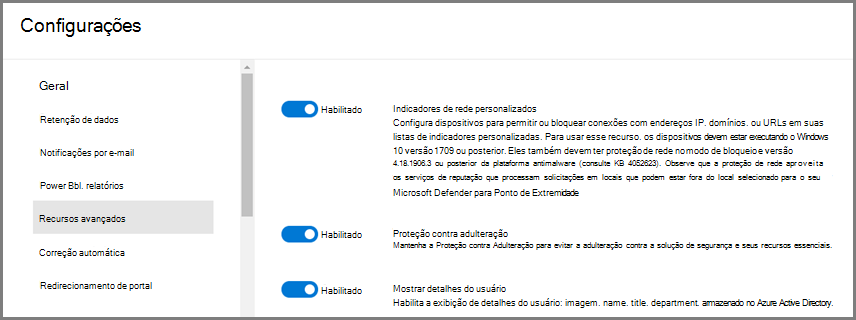 Configurações
Geral
Retenção de dados
Notificações por e-mail
Power Bbl. relatórios
Recursos avançados
Correção automática
Redirecionamento de portal
Habilitado
Indicadores de rede personalizados
Configura dispositivos para permitir ou bloquear conexões com endereços IP. domínios. ou URLs em suas
listas de indicadores personalizadas. Para usar esse recurso. os dispositivos devem estar executando o Windows
10 versão 1709 ou posterior. Eles também devem ter proteção de rede no modo de bloqueio e versão
4.18.1906.3 ou posterior da plataforma antimalware (consulte KB 4052623). Observe que a proteção de rede aproveita
os serviços de reputação que processam solicitações em locais que podem estar fora do local selecionado para o seu
Microsoft Defender para Ponto de Extremidade
Habilitado
Proteção contra adulteração
Mantenha a Proteção contra Adulteração para evitar a adulteração contra a solução de segurança e seus recursos essenciais.
Habilitado
Mostrar detalhes do usuário
Habilita a exibição de detalhes do usuário: imagem. name. title. department. armazenado no Azure Active Directory.